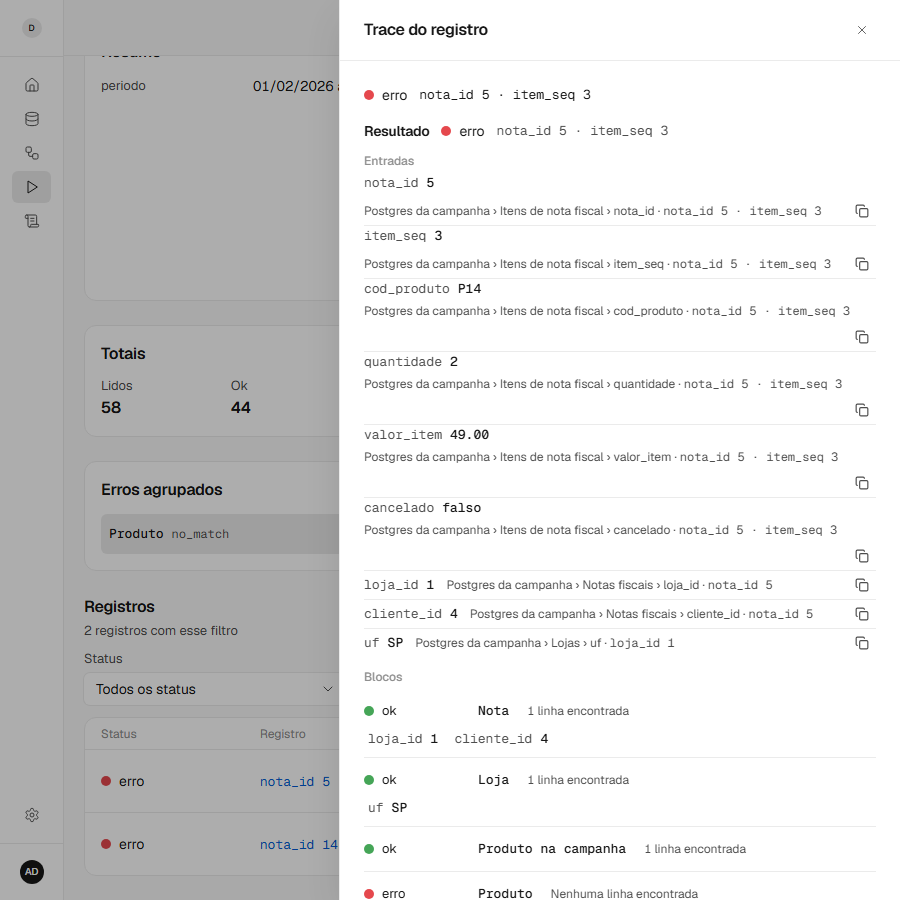 D
Trace do registro
periodo
01/02/2026
erro nota_id 5 · item_seq 3
Resultado erro nota_id 5 · item_seq 3
Entradas
nota_id 5
Postgres da campanha › Itens de nota fiscal › nota_id · nota_id 5 · item_seq 3
item_seq 3
Postgres da campanha › Itens de nota fiscal › item_seq · nota_id 5 · item_seq 3
cod_produto P14
Postgres da campanha › Itens de nota fiscal › cod_produto · nota_id 5 · item_seq 3
quantidade 2
Postgres da campanha › Itens de nota fiscal › quantidade · nota_id 5 · item_seq 3
valor_item 49.00
Postgres da campanha › Itens de nota fiscal › valor_item · nota_id 5 · item_seq 3
cancelado falso
Postgres da campanha › Itens de nota fiscal › cancelado · nota_id 5 · item_seq 3
loja_id 1 Postgres da campanha › Notas fiscais › loja_id · nota_id 5
cliente_id 4 Postgres da campanha › Notas fiscais › cliente_id · nota_id 5
uf SP Postgres da campanha › Lojas › uf · loja_id 1
Blocos
ok Nota 1 linha encontrada
loja_id 1 cliente_id 4
ok Loja 1 linha encontrada
uf SP
ok Produto na campanha 1 linha encontrada
erro Produto Nenhuma linha encontrada
Totais
Lidos Ok
58 44
Erros agrupados
Produto no_match
Registros
2 registros com esse filtro
Status
Todos os status
Status Registro
erro nota_id 5
erro nota_id 14
AD